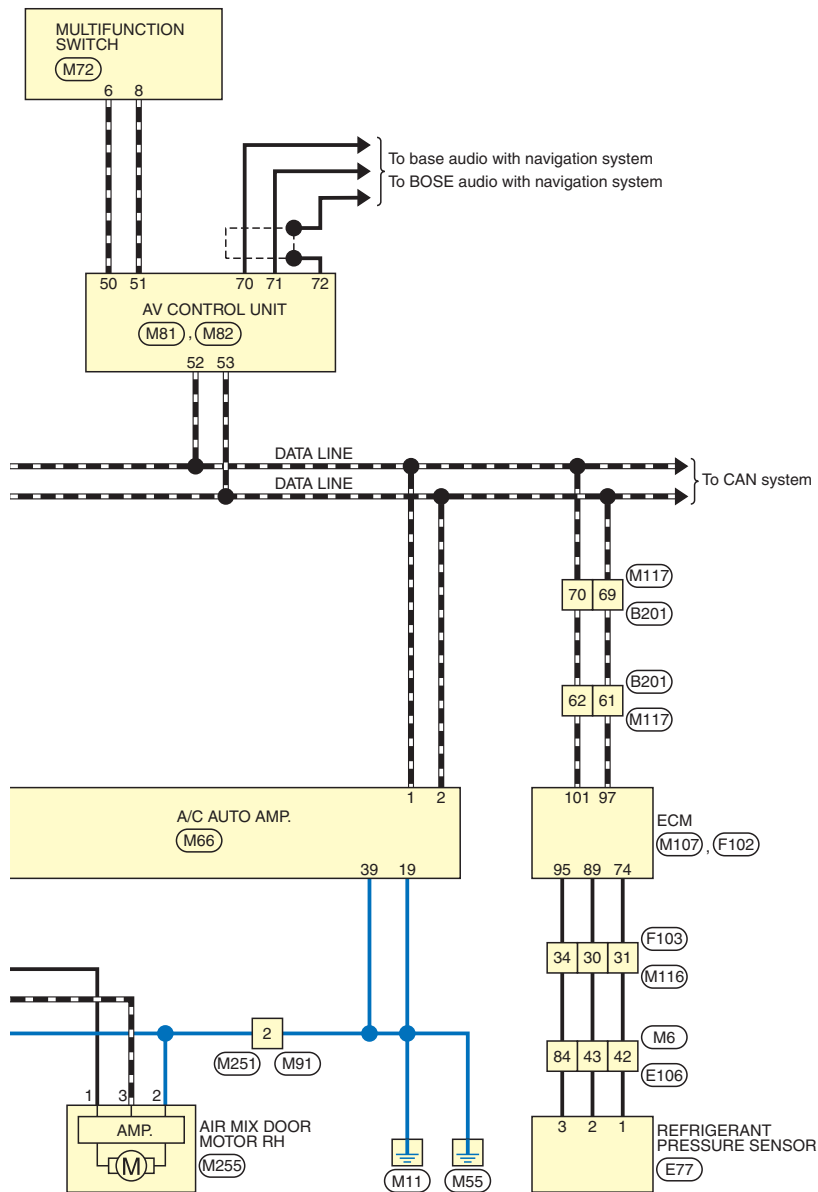 MULTIFUNCTION
SWITCH
M72
6 8
To base audio with navigation system
To BOSE audio with navigation system
50 51 70 71 72
AV CONTROL UNIT
M81 , M82
52 53
DATA LINE
DATA LINE
To CAN system
M117
70 69
B201
B201
62 61
M117
1 2
A/C AUTO AMP.
M66
39 19
101 97
ECM
M107 , F102
95 89 74
F103
34 30 31
M116
2
M251 M91
M6
84 43 42
E106
1 3 2
AMP.
M
AIR MIX DOOR
MOTOR RH
M255
M11 M55
3 2 1
REFRIGERANT
PRESSURE SENSOR
E77